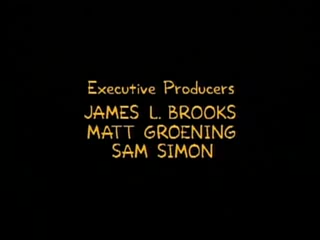 Executive Producers
JAMES L. BROOKS
MATT GROENING
SAM SIMON